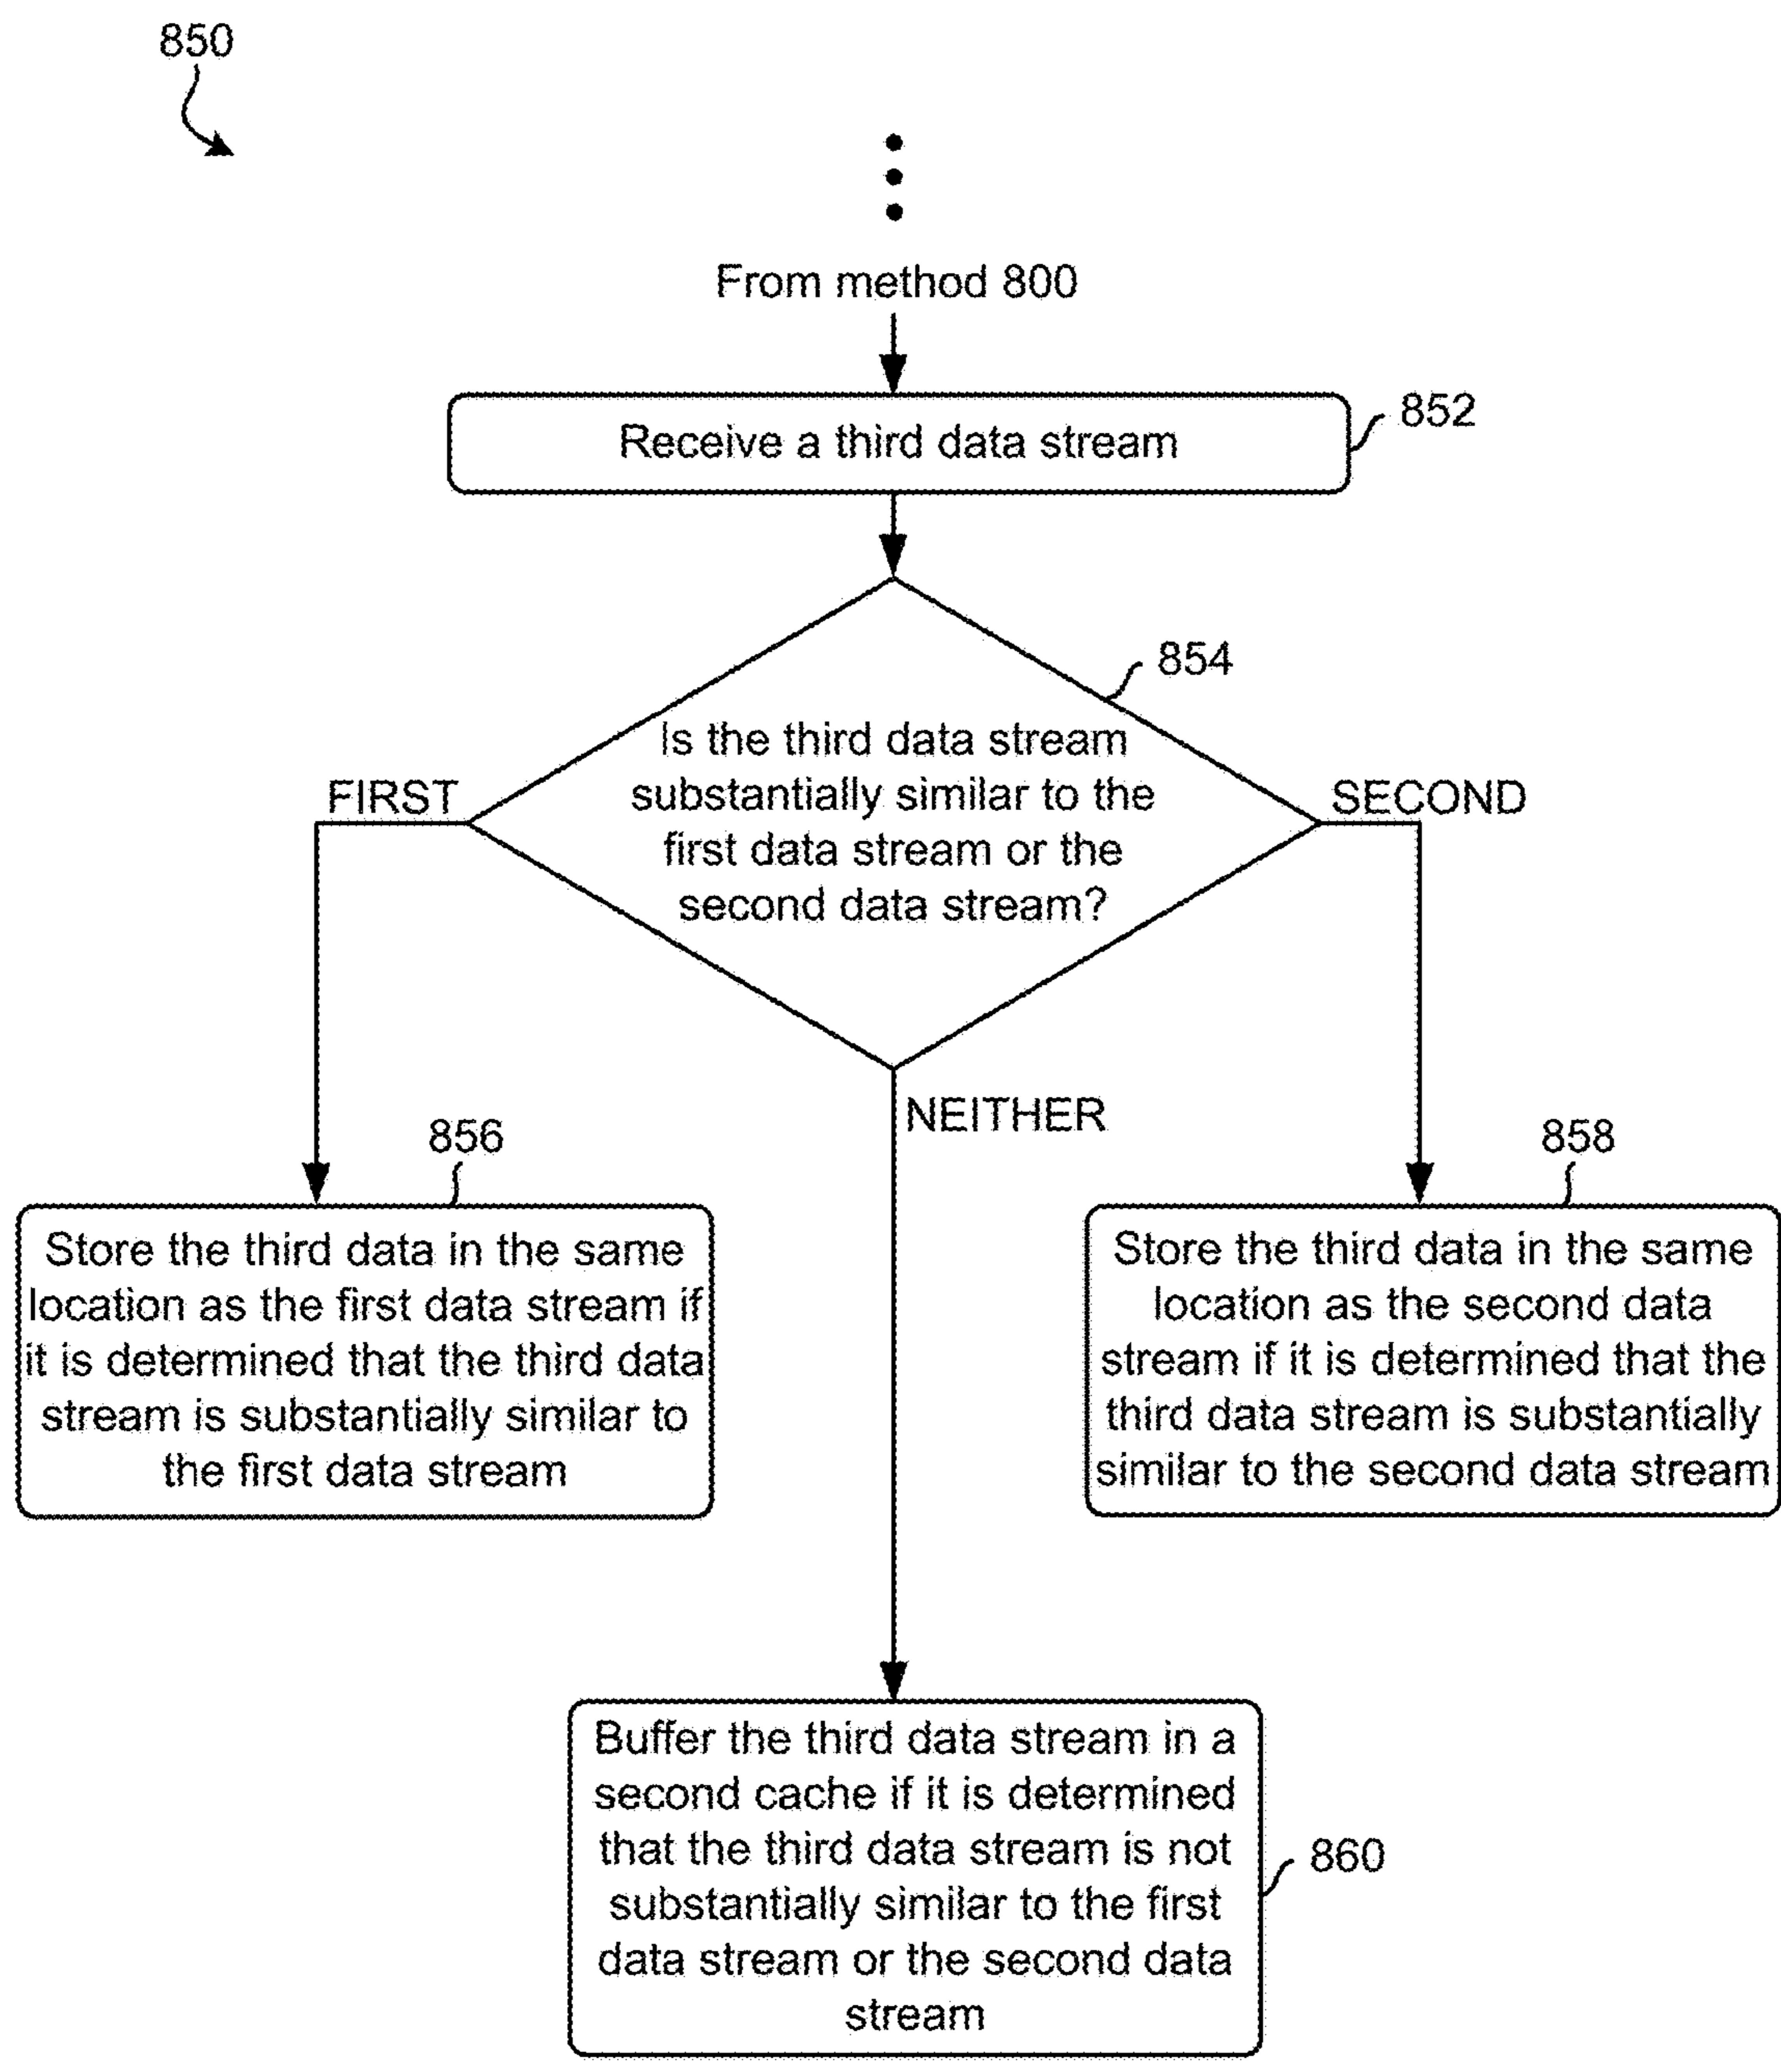 850
From method 800
Receive a third data stream
852
854
Is the third data stream
substantially similar to the
first data stream or the
second data stream?
FIRST
SECOND
NEITHER
856
Store the third data in the same
location as the first data stream if
it is determined that the third data
stream is substantially similar to
the first data stream
858
Store the third data in the same
location as the second data
stream if it is determined that the
third data stream is substantially
similar to the second data stream
Buffer the third data stream in a
second cache if it is determined
that the third data stream is not
substantially similar to the first
data stream or the second data
stream
860